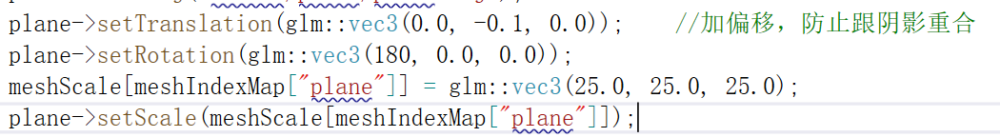 plane->setTranslation(glm::vec3(0.0, -0.1, 0.0));    //加偏移，防止跟阴影重合
plane->setRotation(glm::vec3(180, 0.0, 0.0));
meshScale[meshIndexMap["plane"]] = glm::vec3(25.0, 25.0, 25.0);
plane->setScale(meshScale[meshIndexMap["plane"]]);